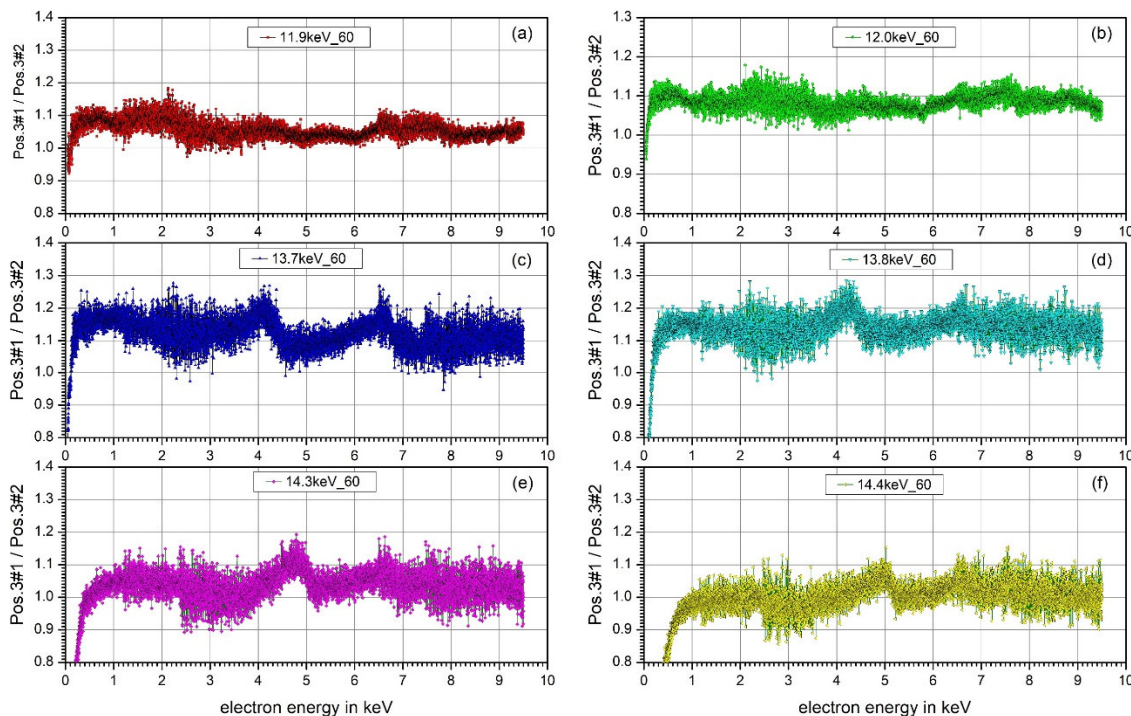 1.4 (a) 11.9keV_60
1.3
1.2
1.1
1.0
0.9
0.8
0 1 2 3 4 5 6 7 8 9 10
Pos.3#1 / Pos.3#2
1.3 (b) 12.0keV_60
1.2
1.1
1.0
0.9
0.8
0 1 2 3 4 5 6 7 8 9 10
Pos.3#1 / Pos.3#2
1.4 (c) 13.7keV_60
1.3
1.2
1.1
1.0
0.9
0.8
0 1 2 3 4 5 6 7 8 9 10
Pos.3#1 / Pos.3#2
1.4 (d) 13.8keV_60
1.3
1.2
1.1
1.0
0.9
0.8
0 1 2 3 4 5 6 7 8 9 10
Pos.3#1 / Pos.3#2
1.4 (e) 14.3keV_60
1.3
1.2
1.1
1.0
0.9
0.8
0 1 2 3 4 5 6 7 8 9 10
Pos.3#1 / Pos.3#2
electron energy in keV
1.4 (f) 14.4keV_60
1.3
1.2
1.1
1.0
0.9
0.8
0 1 2 3 4 5 6 7 8 9 10
Pos.3#1 / Pos.3#2
electron energy in keV